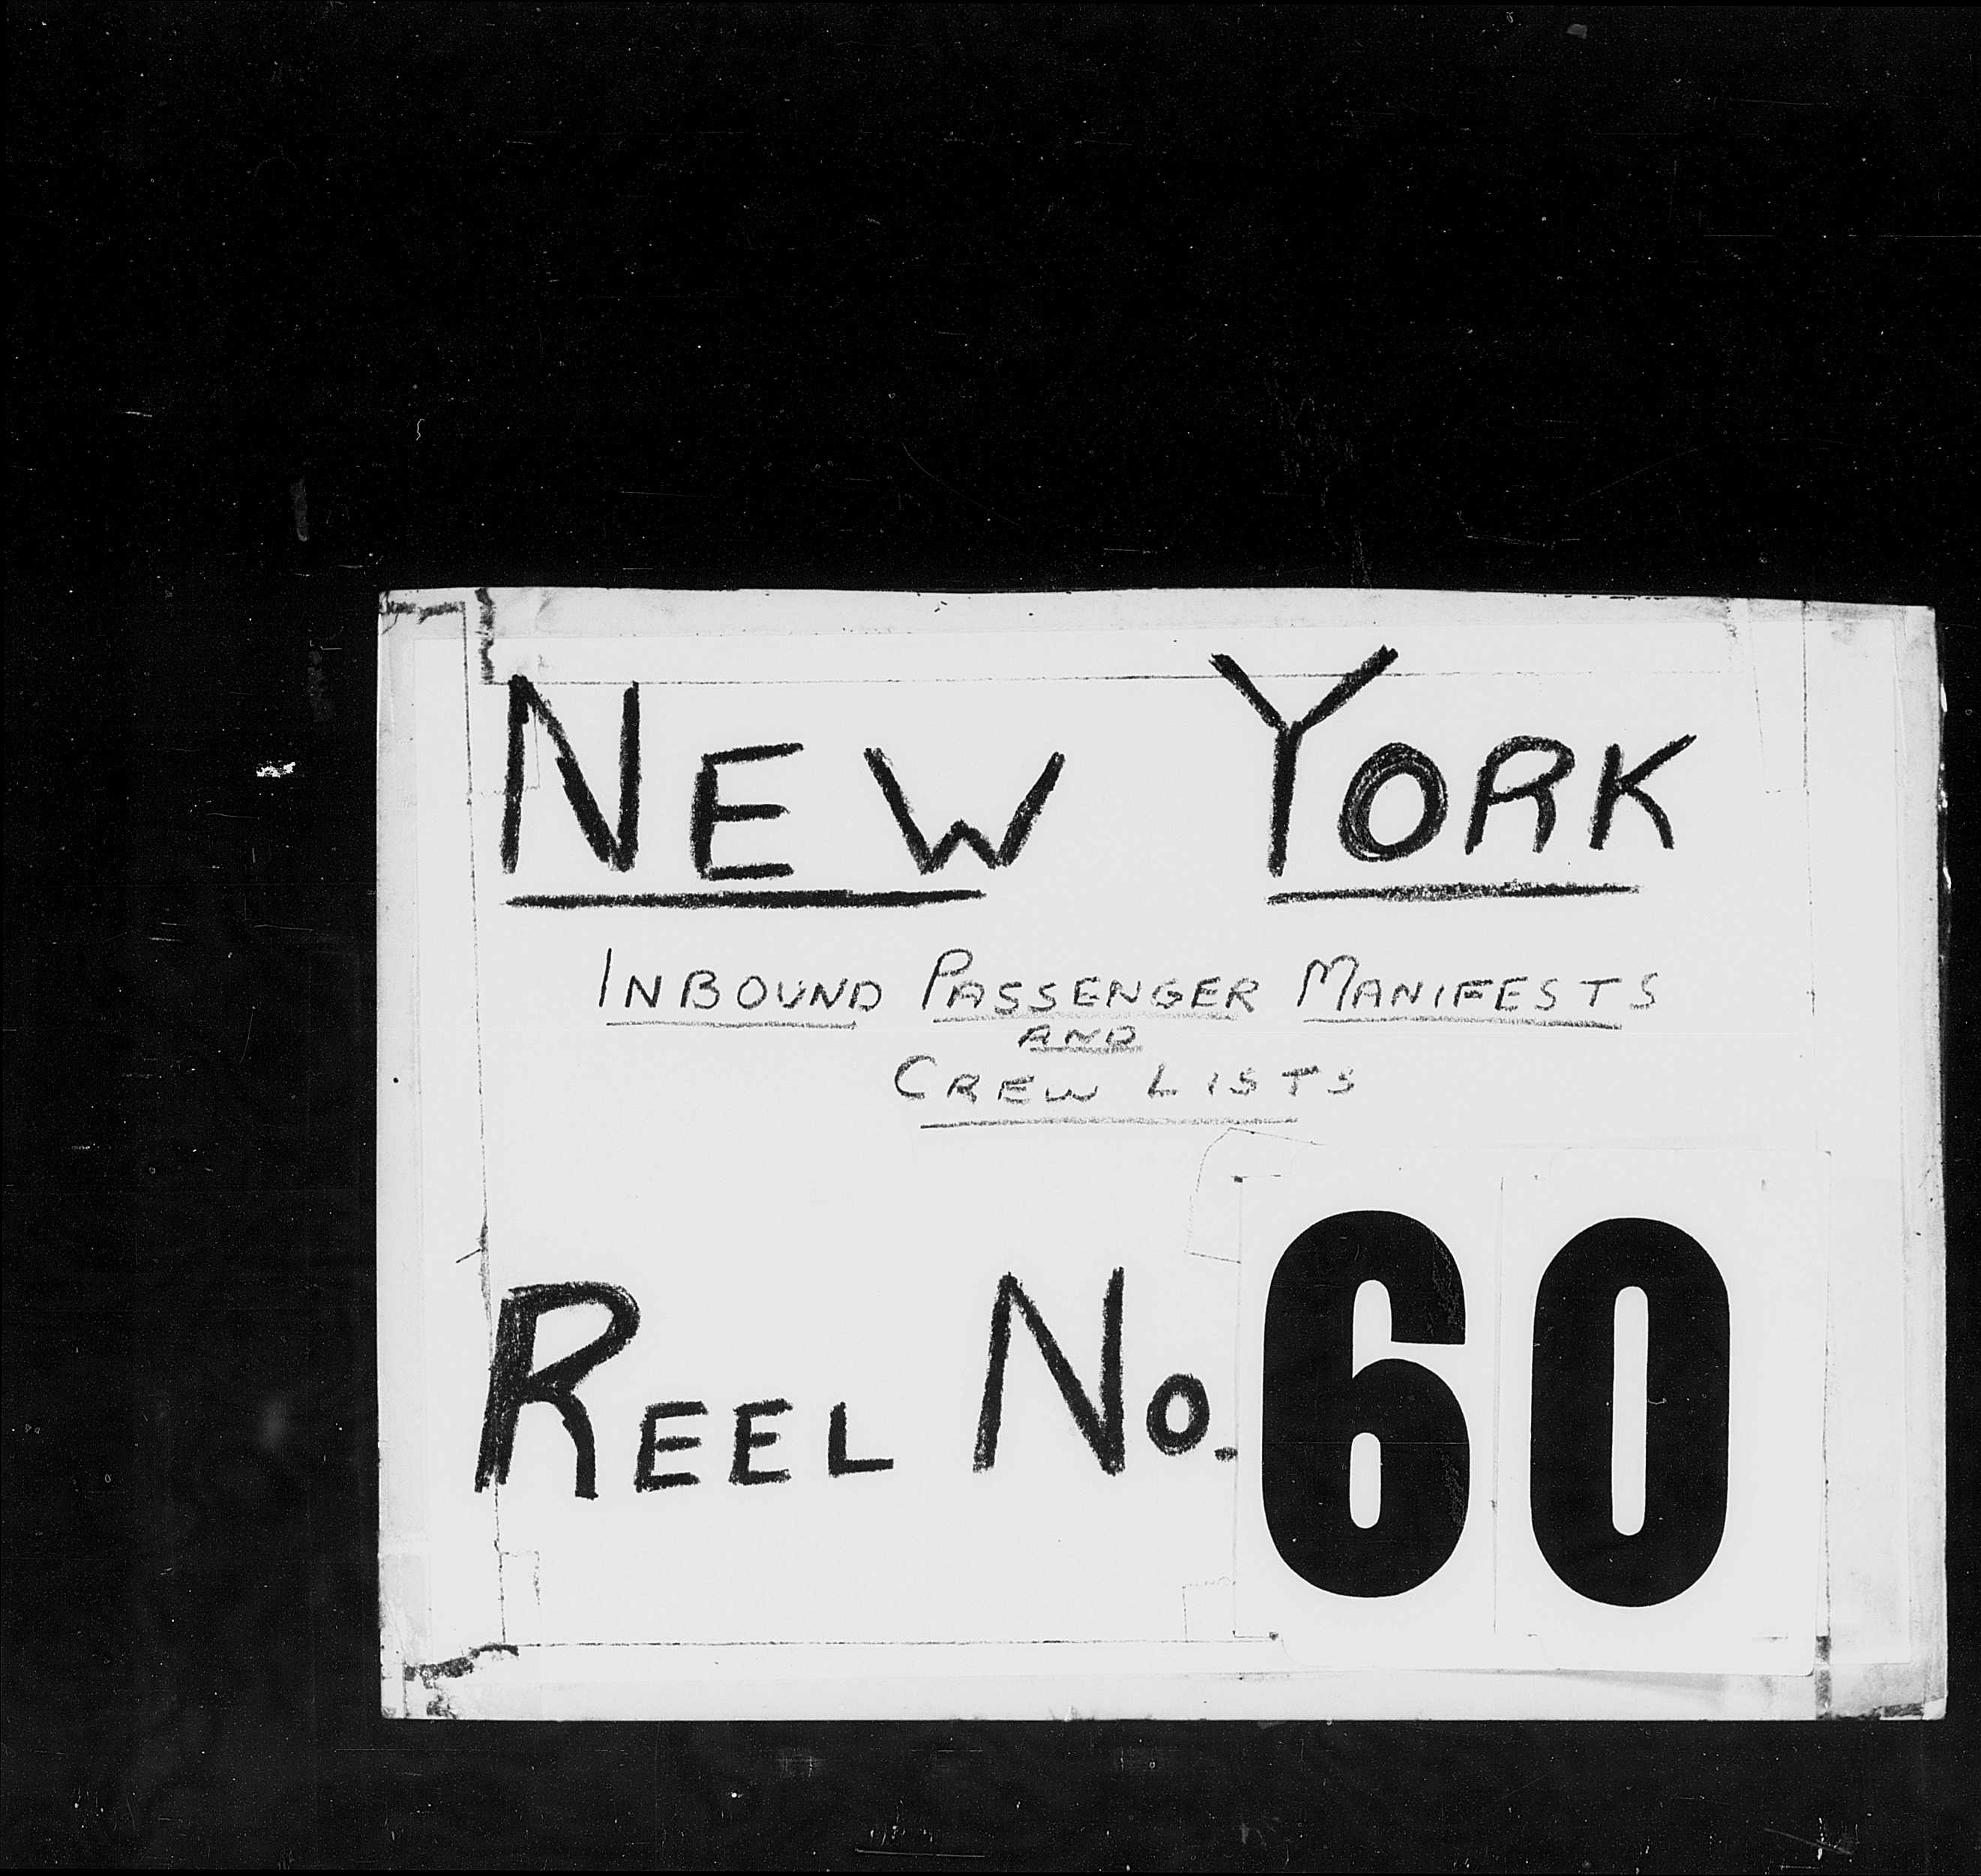 NEW YORK
INBOUND PASSENGER MANIFESTS
AND
CREW LISTS
REEL No. 60